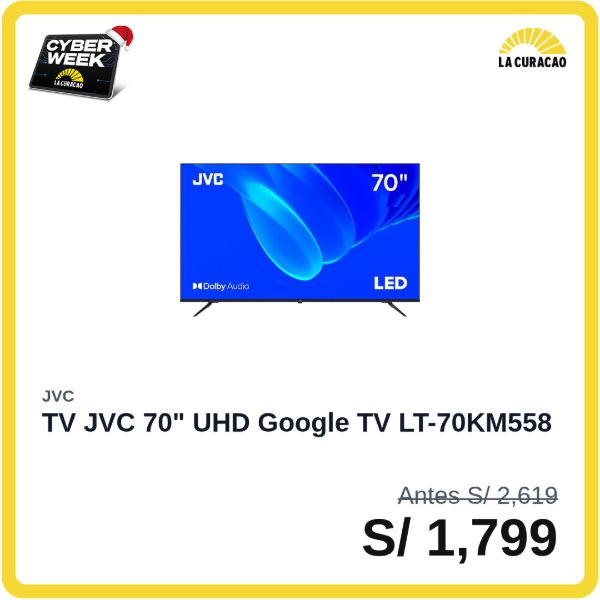 CYBER
WEEK
LA CURACAO
LA CURACAO
JVC
70"
LED
Dolby Audio
JVC
TV JVC 70" UHD Google TV LT-70KM558
Antes S/ 2,619
S/ 1,799